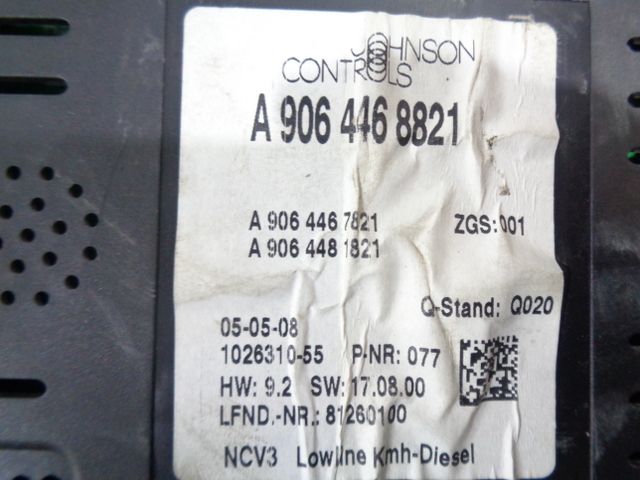 JOHNSON
CONTROLS
A 906 446 8821
A 906 446 7821 ZGS: 001
A 906 448 1821
Q-Stand: Q020
05-05-08
1026310-55 P-NR: 077
HW: 9.2 SW: 17.08.00
LFND.-NR.: 81260100
NCV3 Lowline Kmh-Diesel